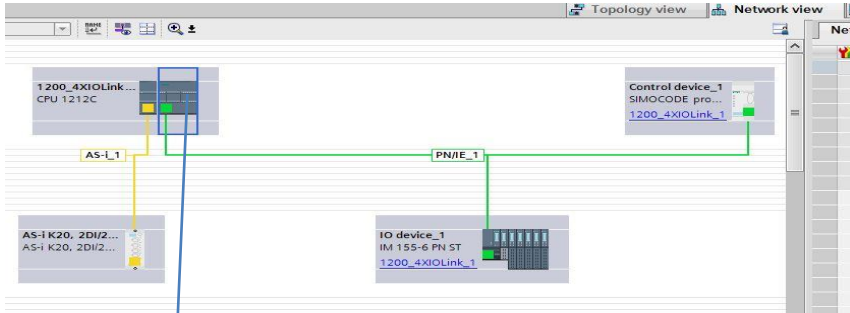 Topology view
Network view
Ne
1200_4XIOLink...
CPU 1212C
Control device_1
SIMOCODE pro...
1200_4XIOLink_1
AS-i_1
PN/IE_1
AS-i K20, 2DI/2...
AS-i K20, 2DI/2...
IO device_1
IM 155-6 PN ST
1200_4XIOLink_1